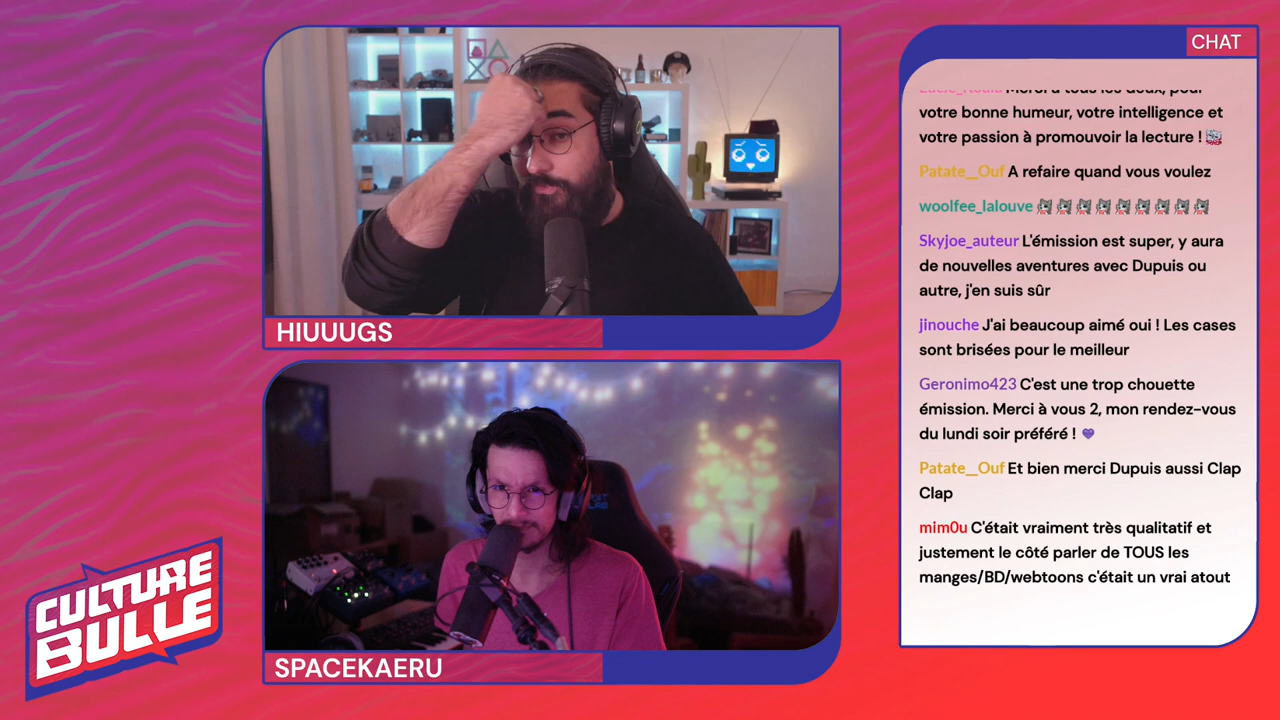 CHAT
votre bonne humeur, votre intelligence et
votre passion à promouvoir la lecture !
Patate__Ouf A refaire quand vous voulez
woolfee_lalouve
Skyjoe_auteur L'émission est super, y aura
de nouvelles aventures avec Dupuis ou
autre, j'en suis sûr
jinouche J'ai beaucoup aimé oui ! Les cases
sont brisées pour le meilleur
Geronimo423 C'est une trop chouette
émission. Merci à vous 2, mon rendez-vous
du lundi soir préféré !
Patate__Ouf Et bien merci Dupuis aussi Clap
Clap
mim0u C'était vraiment très qualitatif et
justement le côté parler de TOUS les
manges/BD/webtoons c'était un vrai atout
HIUUUGS
SPACEKAERU
CULTURE
BULLE